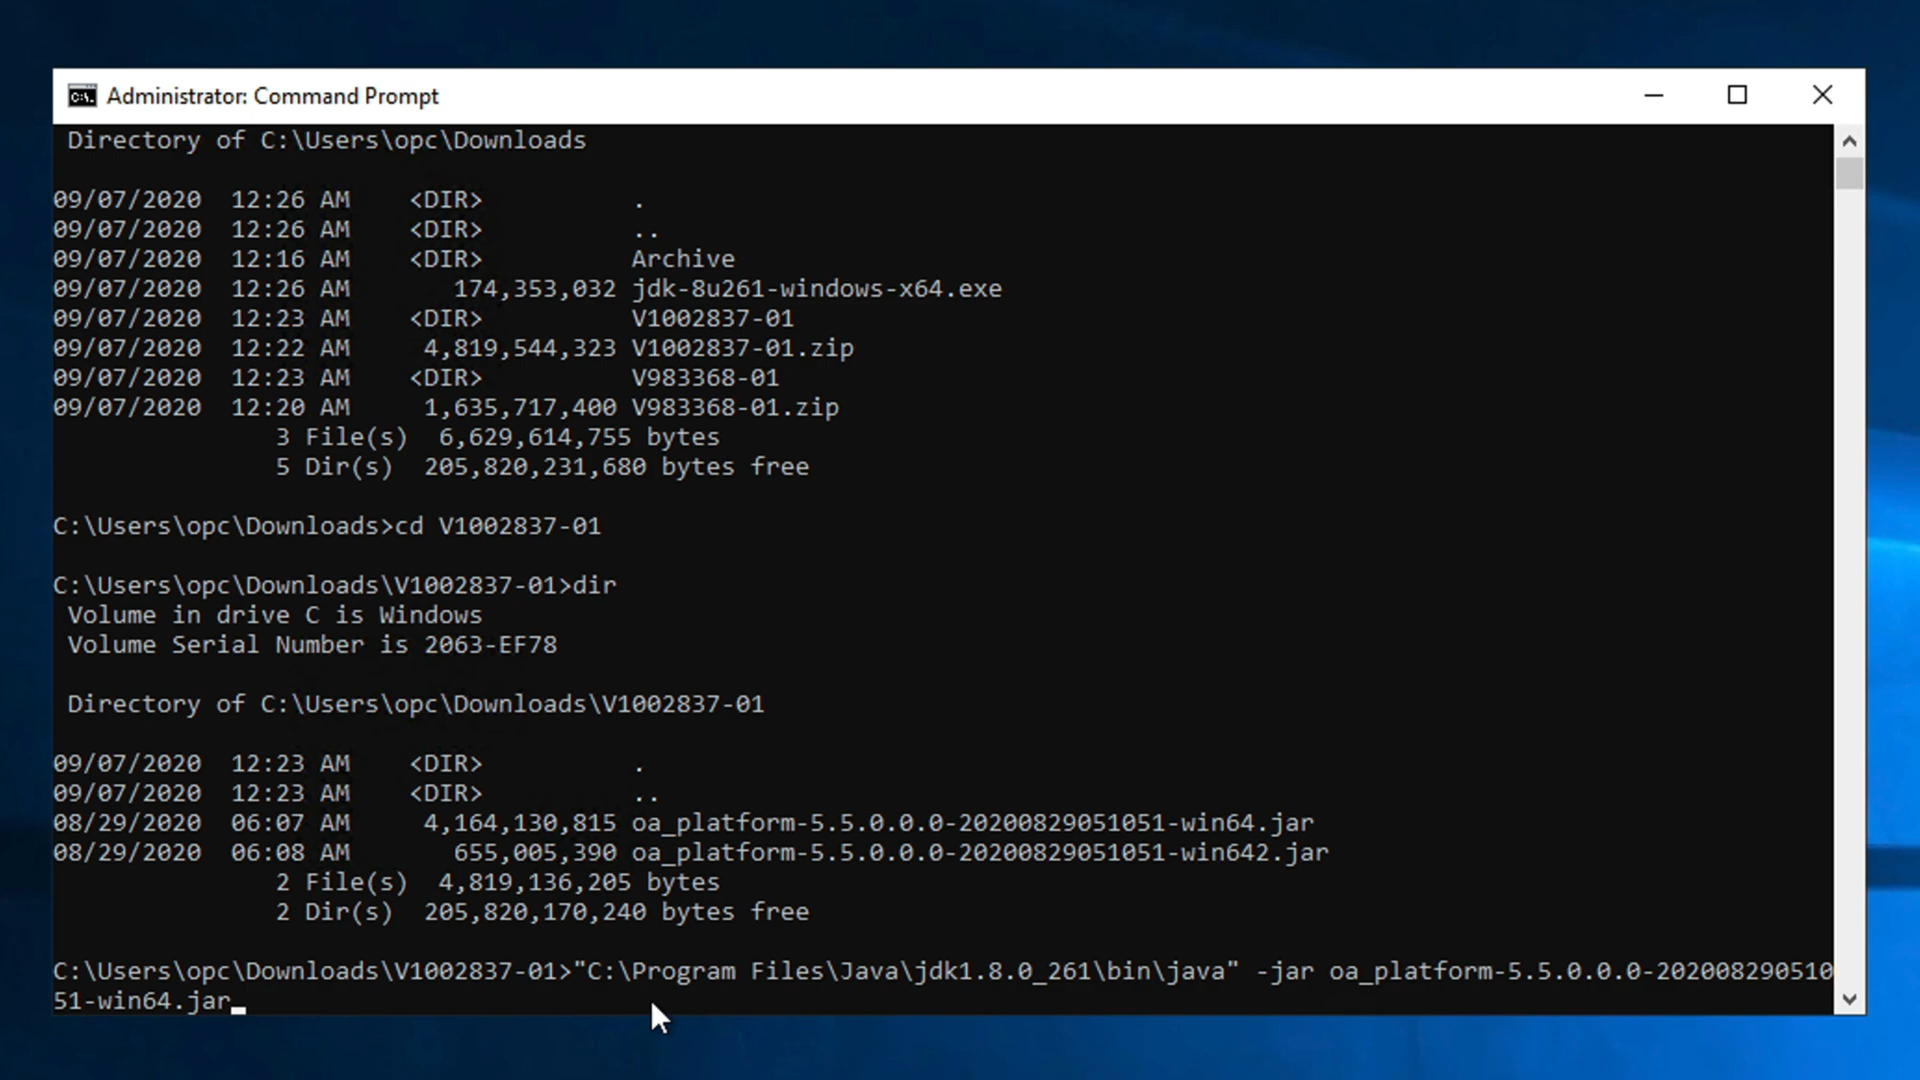 Administrator: Command Prompt
Directory of C:\Users\opc\Downloads
09/07/2020  12:26 AM    <DIR>          .
09/07/2020  12:26 AM    <DIR>          ..
09/07/2020  12:16 AM    <DIR>          Archive
09/07/2020  12:26 AM       174,353,032 jdk-8u261-windows-x64.exe
09/07/2020  12:23 AM    <DIR>          V1002837-01
09/07/2020  12:22 AM     4,819,544,323 V1002837-01.zip
09/07/2020  12:23 AM    <DIR>          V983368-01
09/07/2020  12:20 AM     1,635,717,400 V983368-01.zip
3 File(s)  6,629,614,755 bytes
5 Dir(s)  205,820,231,680 bytes free
C:\Users\opc\Downloads>cd V1002837-01
C:\Users\opc\Downloads\V1002837-01>dir
Volume in drive C is Windows
Volume Serial Number is 2063-EF78
Directory of C:\Users\opc\Downloads\V1002837-01
09/07/2020  12:23 AM    <DIR>          .
09/07/2020  12:23 AM    <DIR>          ..
08/29/2020  06:07 AM     4,164,130,815 oa_platform-5.5.0.0.0-20200829051051-win64.jar
08/29/2020  06:08 AM       655,005,390 oa_platform-5.5.0.0.0-20200829051051-win642.jar
2 File(s)  4,819,136,205 bytes
2 Dir(s)  205,820,170,240 bytes free
C:\Users\opc\Downloads\V1002837-01>"C:\Program Files\Java\jdk1.8.0_261\bin\java" -jar oa_platform-5.5.0.0.0-202008290510
51-win64.jar